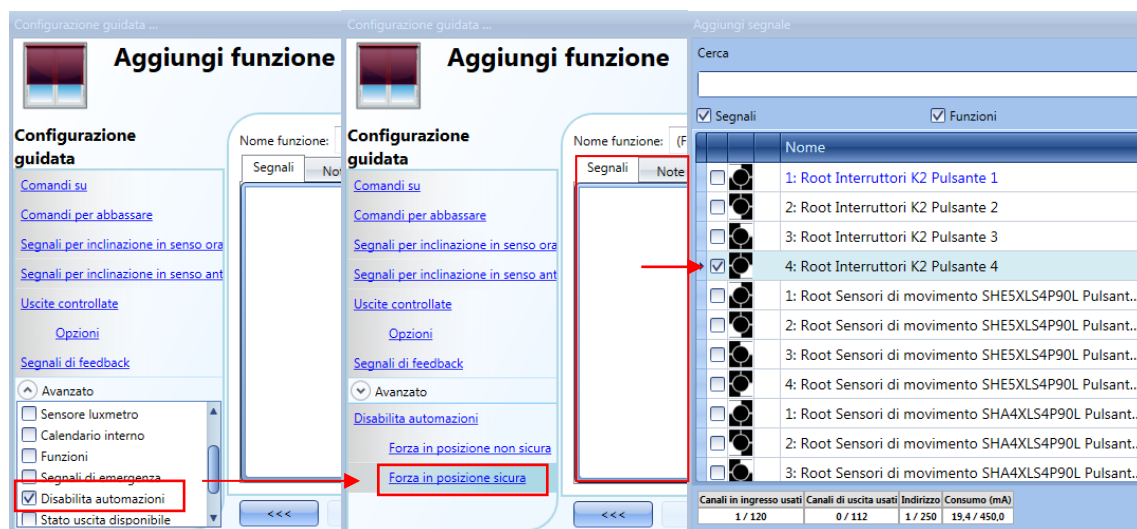 Configurazione guidata ...
Aggiungi funzione
Configurazione
guidata
Nome funzione:
Segnali Not
Comandi su
Comandi per abbassare
Segnali per inclinazione in senso ora
Segnali per inclinazione in senso ant
Uscite controllate
Opzioni
Segnali di feedback
Avanzato
Sensore luxmetro
Calendario interno
Funzioni
Segnali di emergenza
Disabilita automazioni
Stato uscita disponibile
<<<
Configurazione guidata ...
Aggiungi funzione
Configurazione
guidata
Nome funzione: (F
Segnali Note
Comandi su
Comandi per abbassare
Segnali per inclinazione in senso ora
Segnali per inclinazione in senso ant
Uscite controllate
Opzioni
Segnali di feedback
Avanzato
Disabilita automazioni
Forza in posizione non sicura
Forza in posizione sicura
<<<
Aggiungi segnale
Cerca
Segnali Funzioni
Nome
1: Root Interruttori K2 Pulsante 1
2: Root Interruttori K2 Pulsante 2
3: Root Interruttori K2 Pulsante 3
4: Root Interruttori K2 Pulsante 4
1: Root Sensori di movimento SHE5XLS4P90L Pulsant...
2: Root Sensori di movimento SHE5XLS4P90L Pulsant...
3: Root Sensori di movimento SHE5XLS4P90L Pulsant...
4: Root Sensori di movimento SHE5XLS4P90L Pulsant...
1: Root Sensori di movimento SHA4XLS4P90L Pulsant...
2: Root Sensori di movimento SHA4XLS4P90L Pulsant...
3: Root Sensori di movimento SHA4XLS4P90L Pulsant...
Canali in ingresso usati Canali di uscita usati Indirizzo Consumo (mA)
1 / 120 0 / 112 1 / 250 19,4 / 450,0